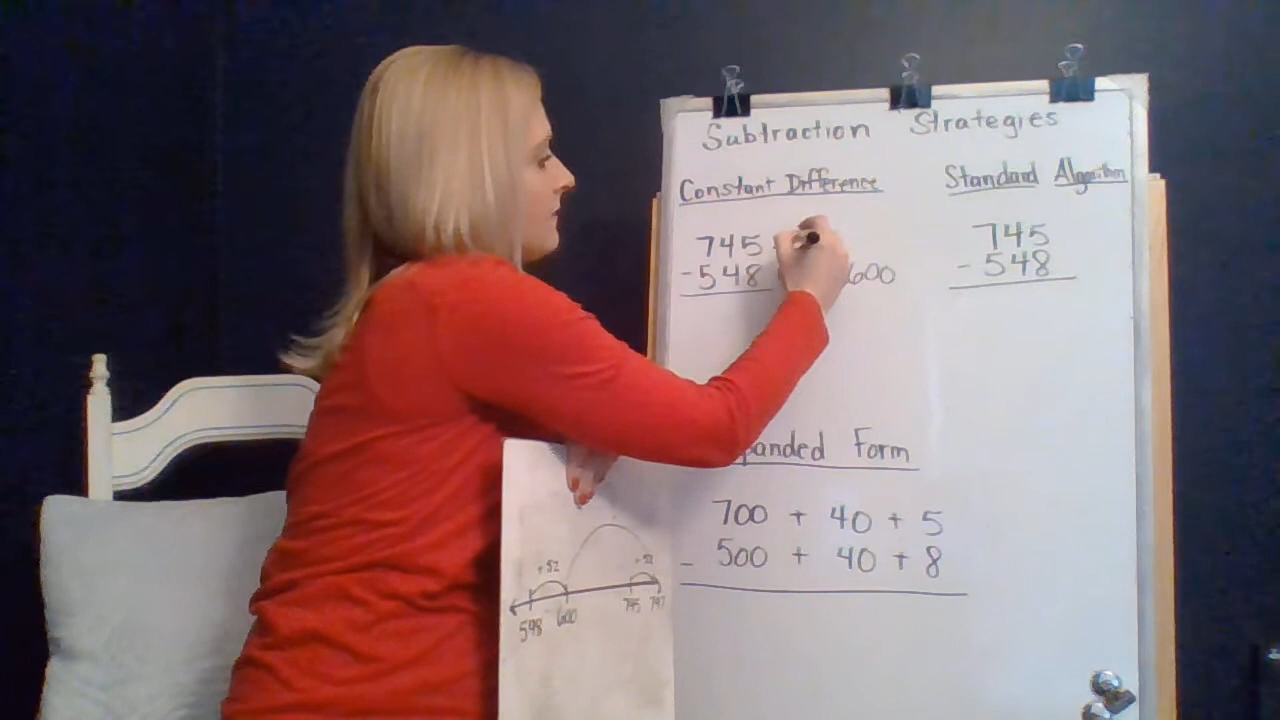 Subtraction Strategies
Constant Difference
745
-548
600
Standard Algorithm
745
- 548
panded Form
700 + 40 + 5
- 500 + 40 + 8
+52
+52
548 600 745 797